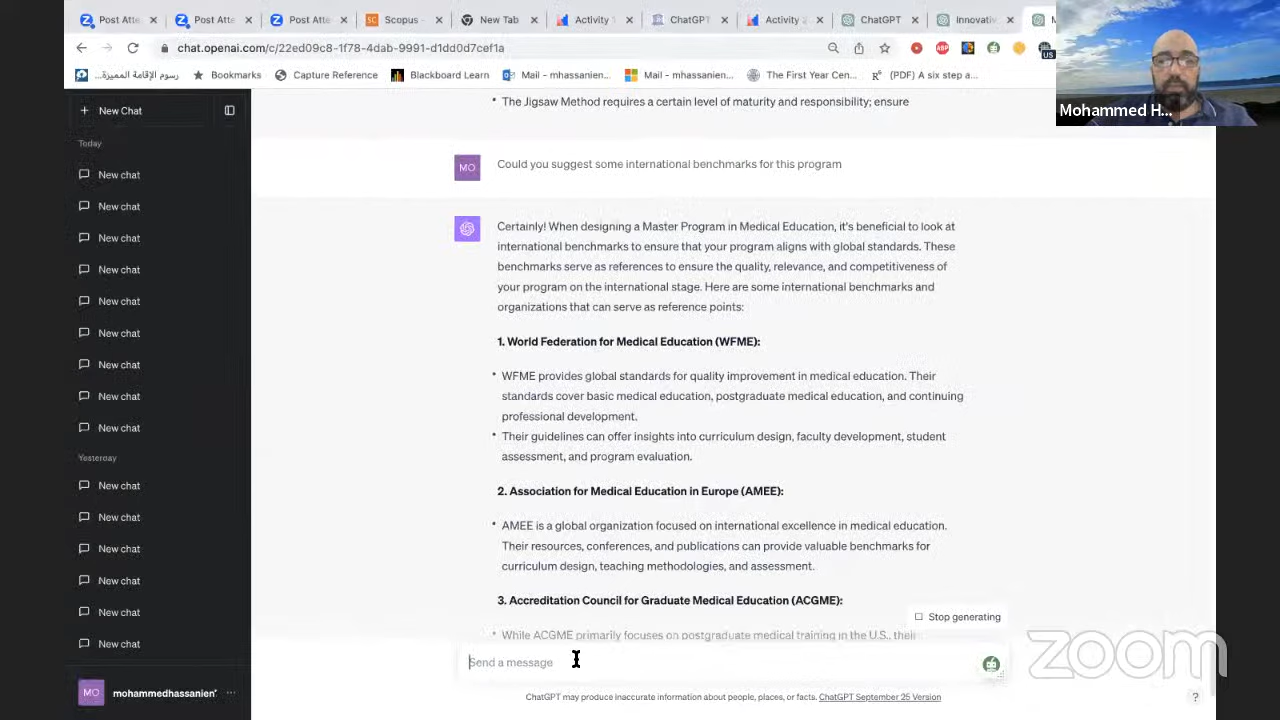 Post Atte
Post Atte
Post Atte
Scopus -
New Tab
Activity 1
ChatGPT
Activity 2
ChatGPT
Innovativ
chat.openai.com/c/22ed09c8-1f78-4dab-9991-d1dd0d7cef1a
ABP
US
رسوم الإقامة المميزة...
Bookmarks
Capture Reference
Blackboard Learn
Mail - mhassanien...
Mail - mhassanien...
The First Year Cen...
(PDF) A six step a...
Mohammed H...
New Chat
Today
New chat
New chat
New chat
New chat
New chat
New chat
New chat
New chat
New chat
Yesterday
New chat
New chat
New chat
New chat
New chat
New chat
MO
mohammedhassanien'
...
• The Jigsaw Method requires a certain level of maturity and responsibility; ensure
MO
Could you suggest some international benchmarks for this program
Certainly! When designing a Master Program in Medical Education, it's beneficial to look at
international benchmarks to ensure that your program aligns with global standards. These
benchmarks serve as references to ensure the quality, relevance, and competitiveness of
your program on the international stage. Here are some international benchmarks and
organizations that can serve as reference points:
1. World Federation for Medical Education (WFME):
• WFME provides global standards for quality improvement in medical education. Their
standards cover basic medical education, postgraduate medical education, and continuing
professional development.
• Their guidelines can offer insights into curriculum design, faculty development, student
assessment, and program evaluation.
2. Association for Medical Education in Europe (AMEE):
• AMEE is a global organization focused on international excellence in medical education.
Their resources, conferences, and publications can provide valuable benchmarks for
curriculum design, teaching methodologies, and assessment.
3. Accreditation Council for Graduate Medical Education (ACGME):
Stop generating
• While ACGME primarily focuses on postgraduate medical training in the U.S., their
Send a message
ChatGPT may produce inaccurate information about people, places, or facts. ChatGPT September 25 Version
zoom
?